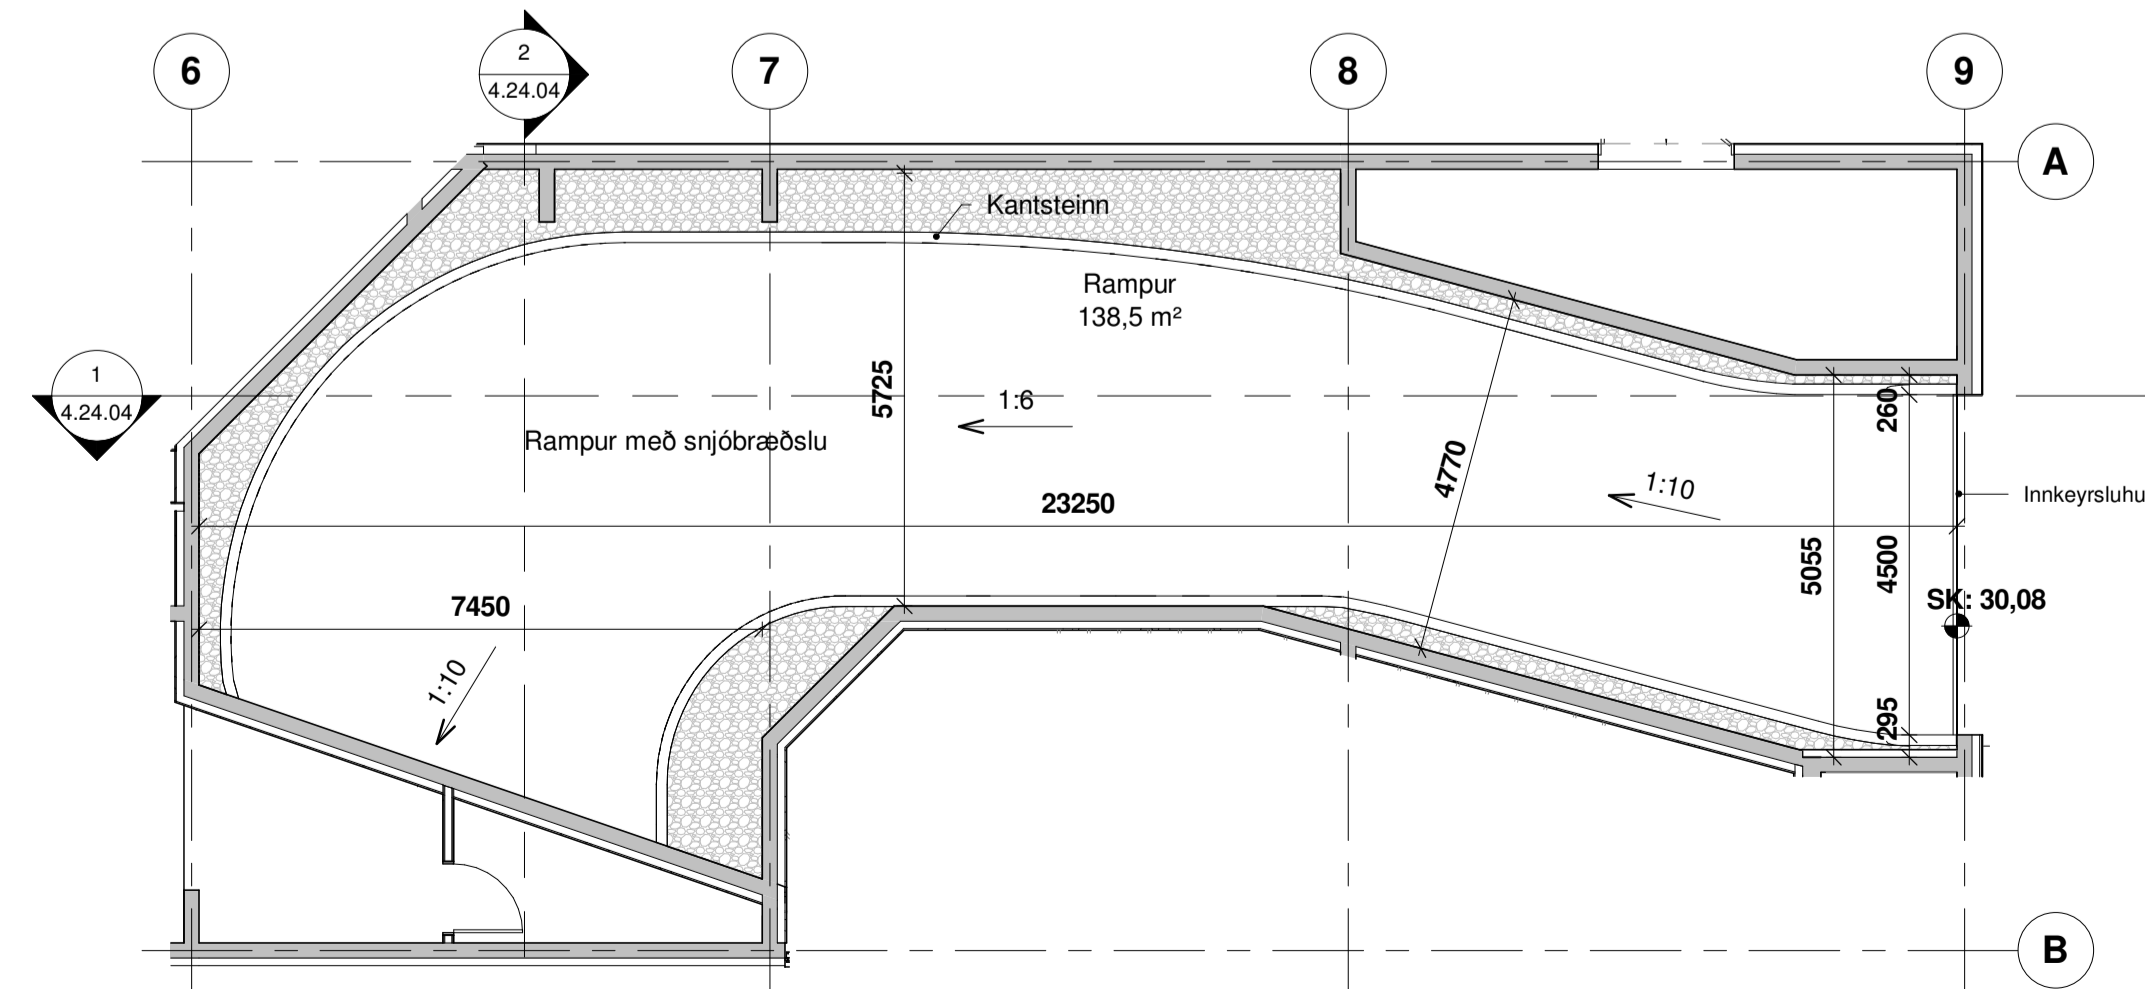 6
2
4.24.04
7
8
9
A
Kantsteinn
Rampur
138,5 m²
1
4.24.04
5725
1:6
260
Rampur með snjóbræðslu
4770
1:10
23250
Innkeyrsluhu
5055
4500
7450
SK: 30,08
1:10
295
B